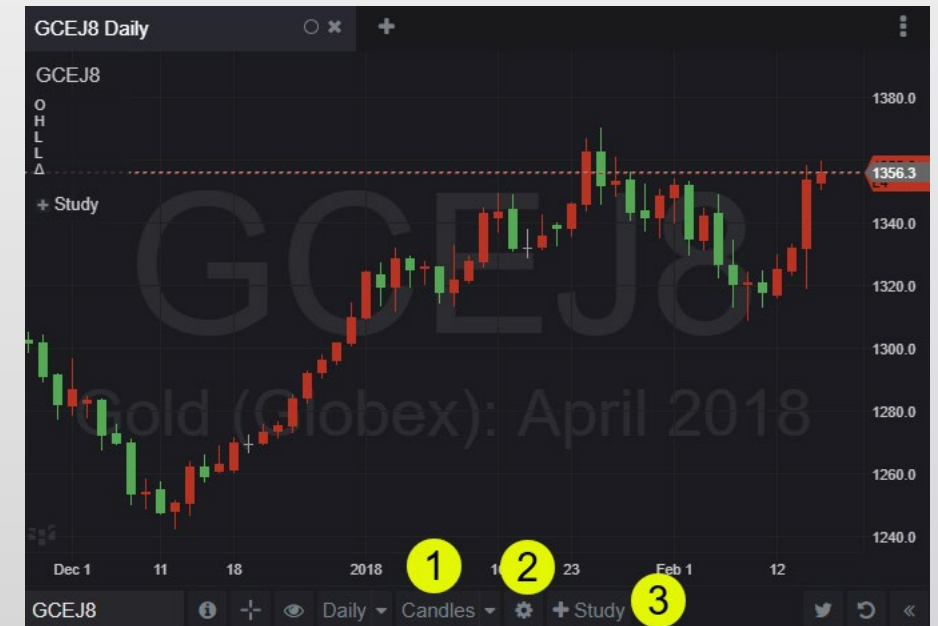 GCEJ8 Daily
GCEJ8
O
H
L
L
Δ
+ Study
GCEJ8
Gold (Globex): April 2018
1380.0
1356.3
1340.0
1320.0
1300.0
1280.0
1260.0
1240.0
Dec 1 11 18 2018 23 Feb 1 12
1 2 3
GCEJ8 Daily Candles + Study